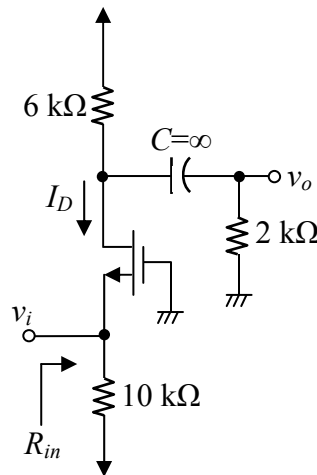 6 kΩ
C=∞
I_D
v_o
2 kΩ
v_i
10 kΩ
R_in